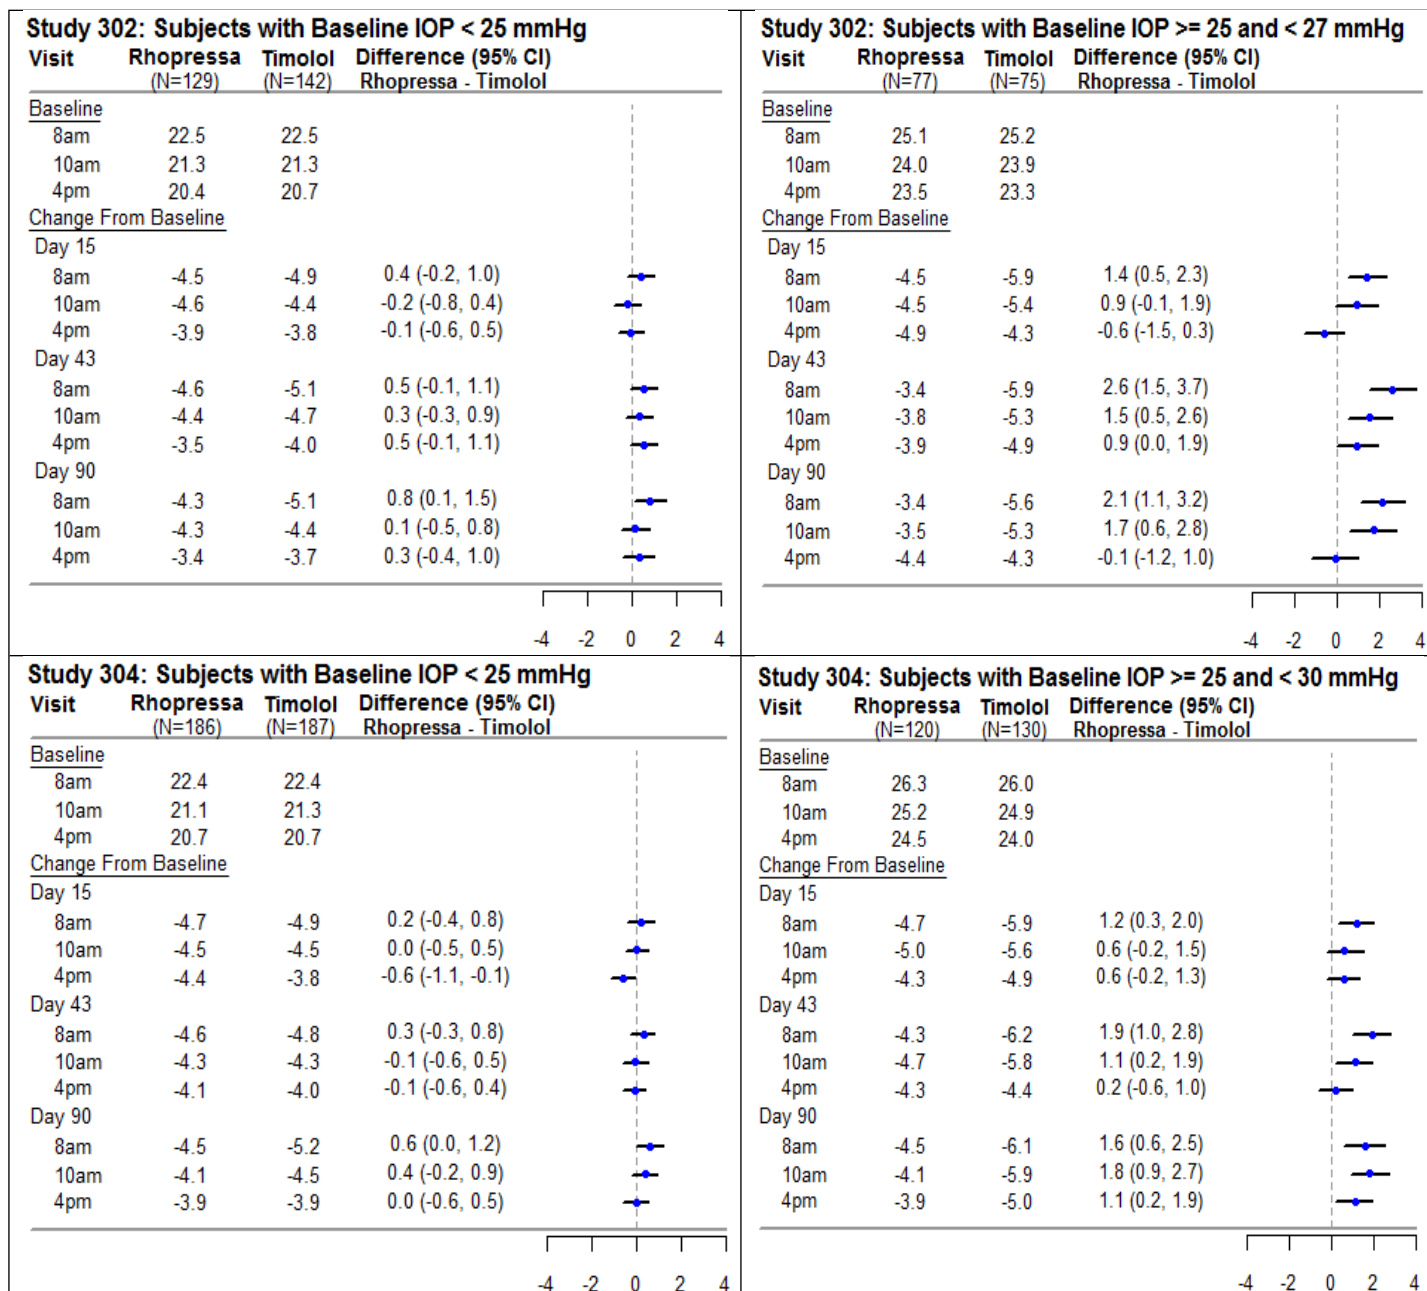 Study 302: Subjects with Baseline IOP < 25 mmHg
Visit Rhopressa Timolol Difference (95% CI)
(N=129) (N=142) Rhopressa - Timolol
Baseline
8am 22.5 22.5
10am 21.3 21.3
4pm 20.4 20.7
Change From Baseline
Day 15
8am -4.5 -4.9 0.4 (-0.2, 1.0)
10am -4.6 -4.4 -0.2 (-0.8, 0.4)
4pm -3.9 -3.8 -0.1 (-0.6, 0.5)
Day 43
8am -4.6 -5.1 0.5 (-0.1, 1.1)
10am -4.4 -4.7 0.3 (-0.3, 0.9)
4pm -3.5 -4.0 0.5 (-0.1, 1.1)
Day 90
8am -4.3 -5.1 0.8 (0.1, 1.5)
10am -4.3 -4.4 0.1 (-0.5, 0.8)
4pm -3.4 -3.7 0.3 (-0.4, 1.0)
-4 -2 0 2 4
Study 302: Subjects with Baseline IOP >= 25 and < 27 mmHg
Visit Rhopressa Timolol Difference (95% CI)
(N=77) (N=75) Rhopressa - Timolol
Baseline
8am 25.1 25.2
10am 24.0 23.9
4pm 23.5 23.3
Change From Baseline
Day 15
8am -4.5 -5.9 1.4 (0.5, 2.3)
10am -4.5 -5.4 0.9 (-0.1, 1.9)
4pm -4.9 -4.3 -0.6 (-1.5, 0.3)
Day 43
8am -3.4 -5.9 2.6 (1.5, 3.7)
10am -3.8 -5.3 1.5 (0.5, 2.6)
4pm -3.9 -4.9 0.9 (0.0, 1.9)
Day 90
8am -3.4 -5.6 2.1 (1.1, 3.2)
10am -3.5 -5.3 1.7 (0.6, 2.8)
4pm -4.4 -4.3 -0.1 (-1.2, 1.0)
-4 -2 0 2 4
Study 304: Subjects with Baseline IOP < 25 mmHg
Visit Rhopressa Timolol Difference (95% CI)
(N=186) (N=187) Rhopressa - Timolol
Baseline
8am 22.4 22.4
10am 21.1 21.3
4pm 20.7 20.7
Change From Baseline
Day 15
8am -4.7 -4.9 0.2 (-0.4, 0.8)
10am -4.5 -4.5 0.0 (-0.5, 0.5)
4pm -4.4 -3.8 -0.6 (-1.1, -0.1)
Day 43
8am -4.6 -4.8 0.3 (-0.3, 0.8)
10am -4.3 -4.3 -0.1 (-0.6, 0.5)
4pm -4.1 -4.0 -0.1 (-0.6, 0.4)
Day 90
8am -4.5 -5.2 0.6 (0.0, 1.2)
10am -4.1 -4.5 0.4 (-0.2, 0.9)
4pm -3.9 -3.9 0.0 (-0.6, 0.5)
-4 -2 0 2 4
Study 304: Subjects with Baseline IOP >= 25 and < 30 mmHg
Visit Rhopressa Timolol Difference (95% CI)
(N=120) (N=130) Rhopressa - Timolol
Baseline
8am 26.3 26.0
10am 25.2 24.9
4pm 24.5 24.0
Change From Baseline
Day 15
8am -4.7 -5.9 1.2 (0.3, 2.0)
10am -5.0 -5.6 0.6 (-0.2, 1.5)
4pm -4.3 -4.9 0.6 (-0.2, 1.3)
Day 43
8am -4.3 -6.2 1.9 (1.0, 2.8)
10am -4.7 -5.8 1.1 (0.2, 1.9)
4pm -4.3 -4.4 0.2 (-0.6, 1.0)
Day 90
8am -4.5 -6.1 1.6 (0.6, 2.5)
10am -4.1 -5.9 1.8 (0.9, 2.7)
4pm -3.9 -5.0 1.1 (0.2, 1.9)
-4 -2 0 2 4